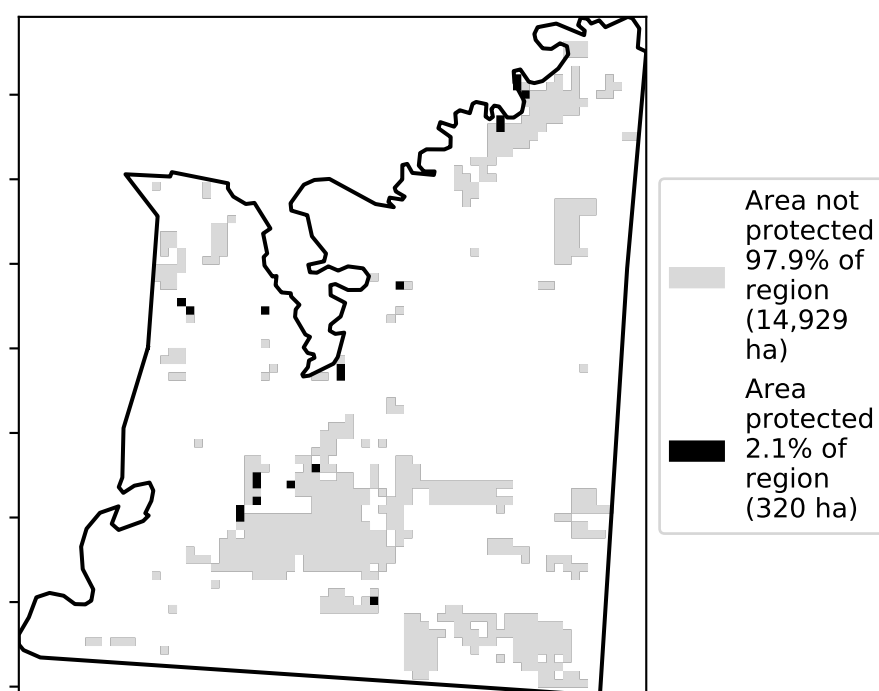 Area not
protected
97.9% of
region
(14,929
ha)
Area
protected
2.1% of
region
(320 ha)